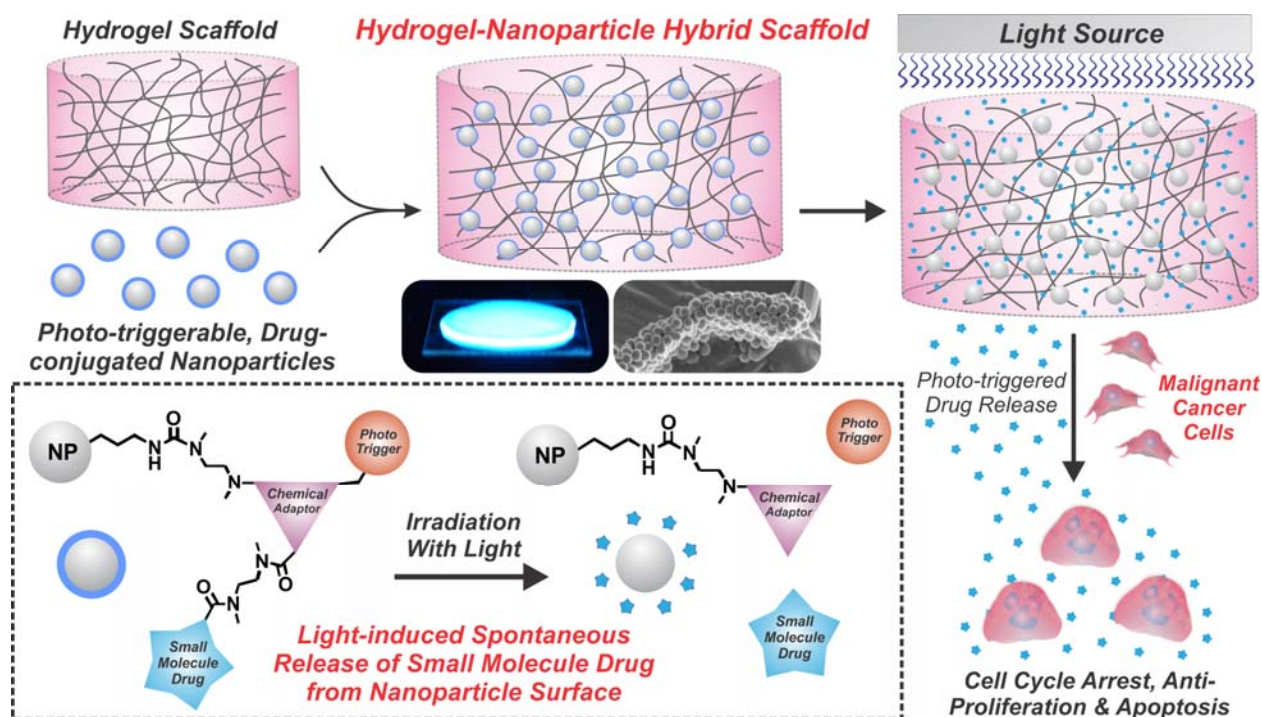 Hydrogel Scaffold
Hydrogel-Nanoparticle Hybrid Scaffold
Light Source
Photo-triggerable, Drug-
conjugated Nanoparticles
Photo-triggered
Drug Release
Malignant
Cancer
Cells
Cell Cycle Arrest, Anti-
Proliferation & Apoptosis
NP
O
N
H
N
N
Photo
Trigger
Chemical
Adaptor
N
O
O
N
Small
Molecule
Drug
Irradiation
With Light
NP
O
N
H
N
N
Photo
Trigger
Chemical
Adaptor
Small
Molecule
Drug
Light-induced Spontaneous
Release of Small Molecule Drug
from Nanoparticle Surface